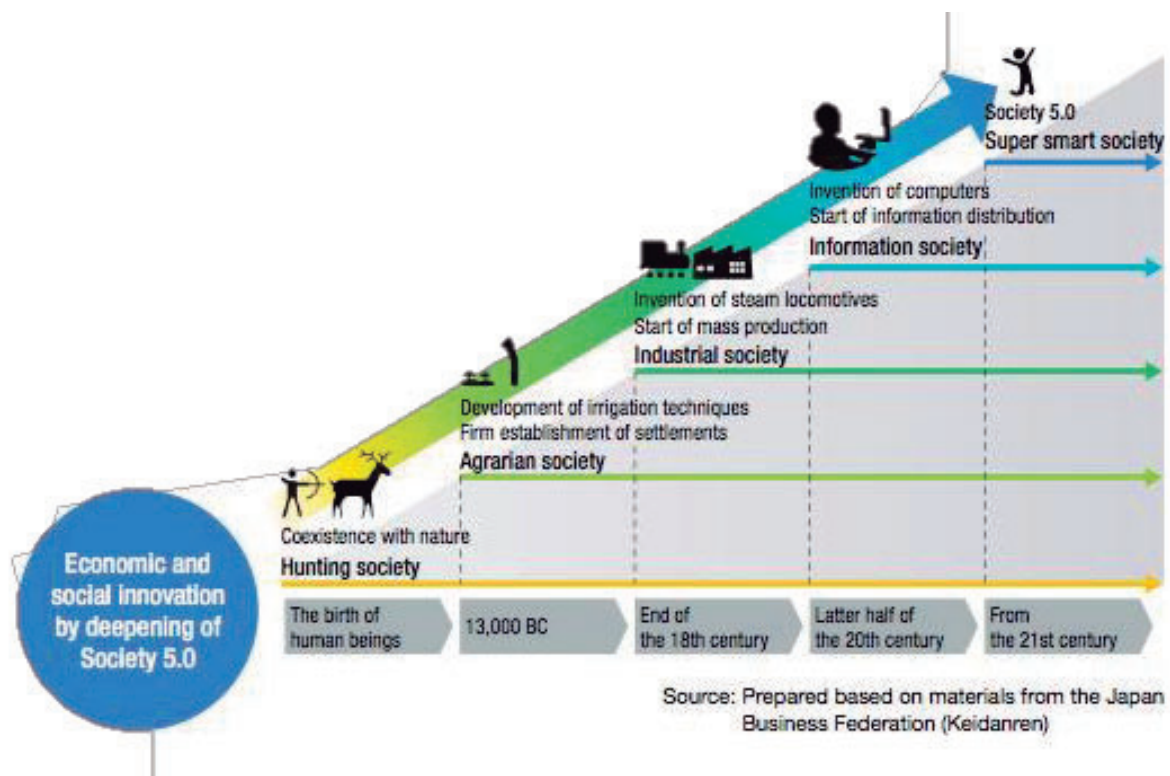 Society 5.0
Super smart society
Invention of computers
Start of information distribution
Information society
Invention of steam locomotives
Start of mass production
Industrial society
Development of irrigation techniques
Firm establishment of settlements
Agrarian society
Coexistence with nature
Hunting society
Economic and
social innovation
by deepening of
Society 5.0
The birth of
human beings
13,000 BC
End of
the 18th century
Latter half of
the 20th century
From
the 21st century
Source: Prepared based on materials from the Japan
Business Federation (Keidanren)